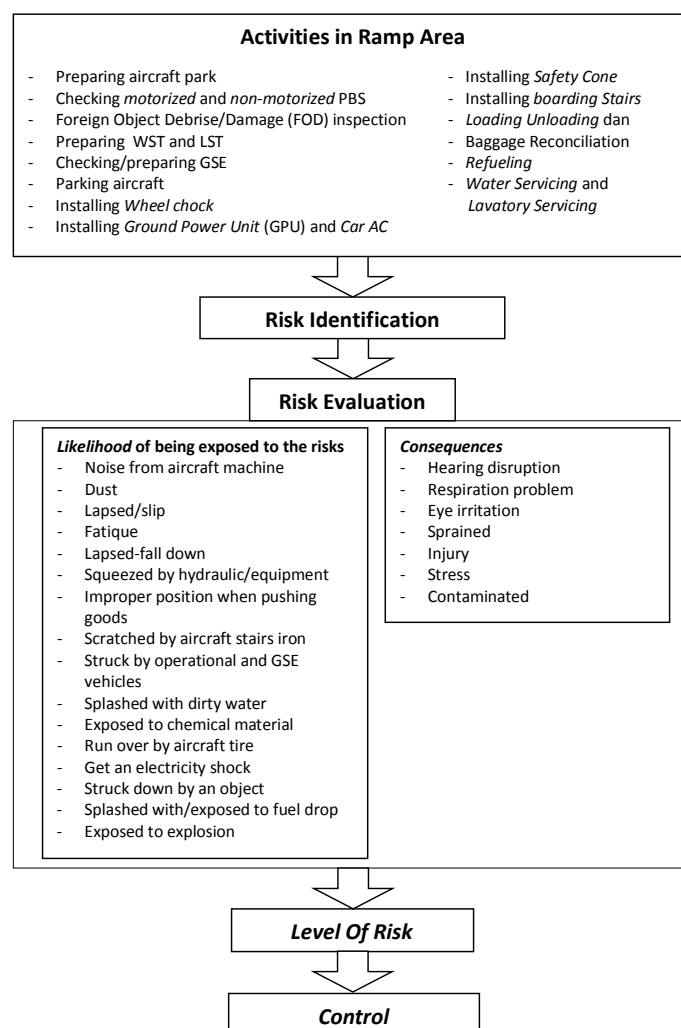 Activities in Ramp Area
- Preparing aircraft park
- Checking motorized and non-motorized PBS
- Foreign Object Debrise/Damage (FOD) inspection
- Preparing WST and LST
- Checking/preparing GSE
- Parking aircraft
- Installing Wheel chock
- Installing Ground Power Unit (GPU) and Car AC
- Installing Safety Cone
- Installing boarding Stairs
- Loading Unloading dan
- Baggage Reconciliation
- Refueling
- Water Servicing and
Lavatory Servicing
Risk Identification
Risk Evaluation
Likelihood of being exposed to the risks
- Noise from aircraft machine
- Dust
- Lapsed/slip
- Fatique
- Lapsed-fall down
- Squeezed by hydraulic/equipment
- Improper position when pushing
goods
- Scratched by aircraft stairs iron
- Struck by operational and GSE
vehicles
- Splashed with dirty water
- Exposed to chemical material
- Run over by aircraft tire
- Get an electricity shock
- Struck down by an object
- Splashed with/exposed to fuel drop
- Exposed to explosion
Consequences
- Hearing disruption
- Respiration problem
- Eye irritation
- Sprained
- Injury
- Stress
- Contaminated
Level Of Risk
Control